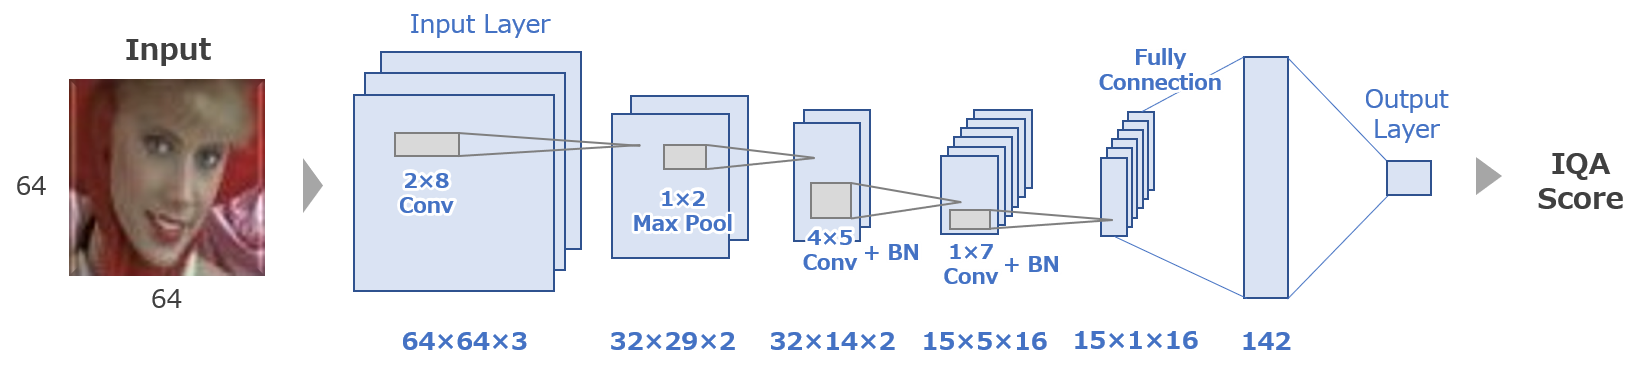 Input
64
64
Input Layer
2×8
Conv
1×2
Max Pool
4×5
Conv
+ BN
1×7
Conv
+ BN
Fully
Connection
Output
Layer
IQA
Score
64×64×3
32×29×2
32×14×2
15×5×16
15×1×16
142